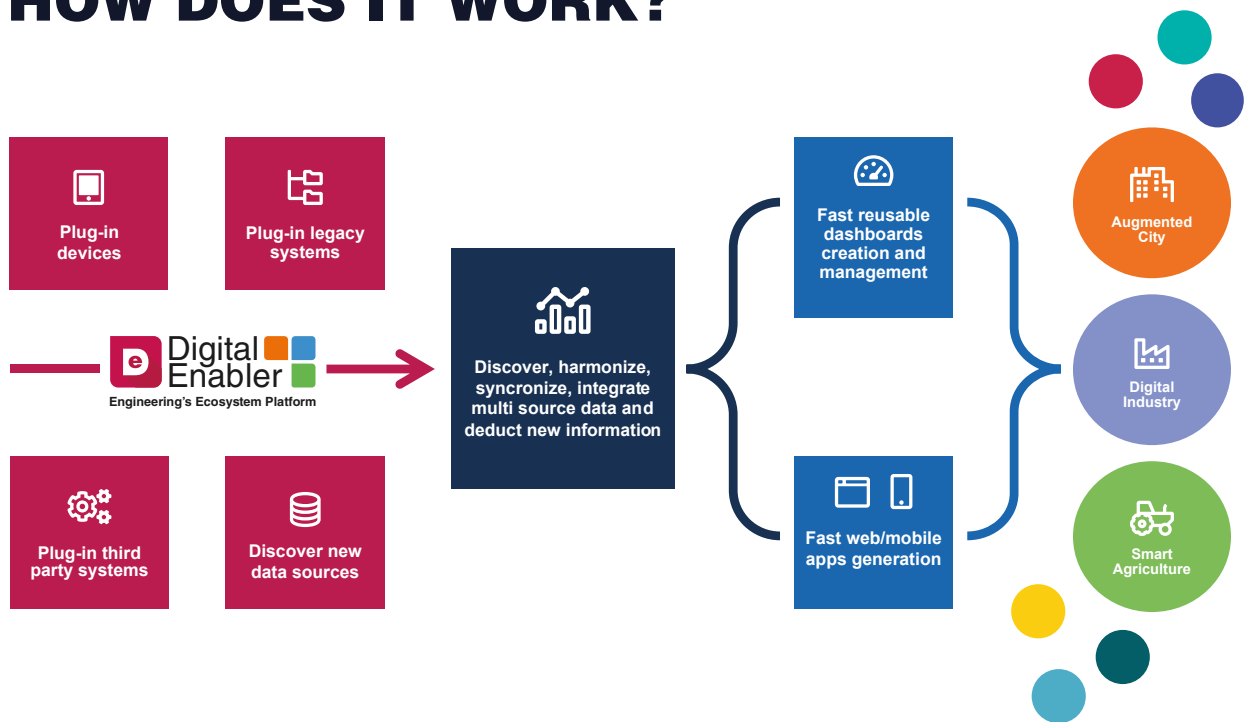 HOW DOES IT WORK?
Plug-in
devices
Plug-in legacy
systems
De Digital
Enabler
Engineering's Ecosystem Platform
Plug-in third
party systems
Discover new
data sources
Discover, harmonize,
syncronize, integrate
multi source data and
deduct new information
Fast reusable
dashboards
creation and
management
Fast web/mobile
apps generation
Augmented
City
Digital
Industry
Smart
Agriculture